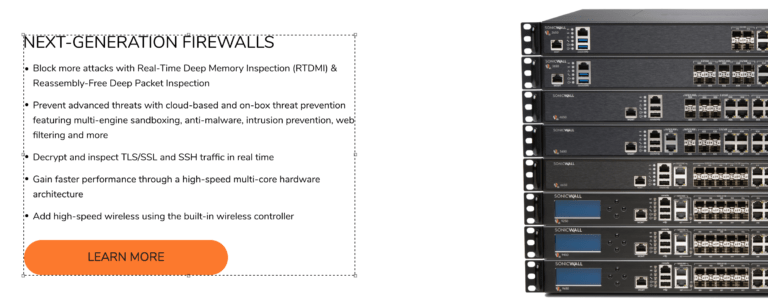 NEXT-GENERATION FIREWALLS
• Block more attacks with Real-Time Deep Memory Inspection (RTDMI) &
Reassembly-Free Deep Packet Inspection
• Prevent advanced threats with cloud-based and on-box threat prevention
featuring multi-engine sandboxing, anti-malware, intrusion prevention, web
filtering and more
• Decrypt and inspect TLS/SSL and SSH traffic in real time
• Gain faster performance through a high-speed multi-core hardware
architecture
• Add high-speed wireless using the built-in wireless controller
LEARN MORE
SONICWALL
SONICWALL
SONICWALL
SONICWALL
SONICWALL
SONICWALL
SONICWALL
SONICWALL